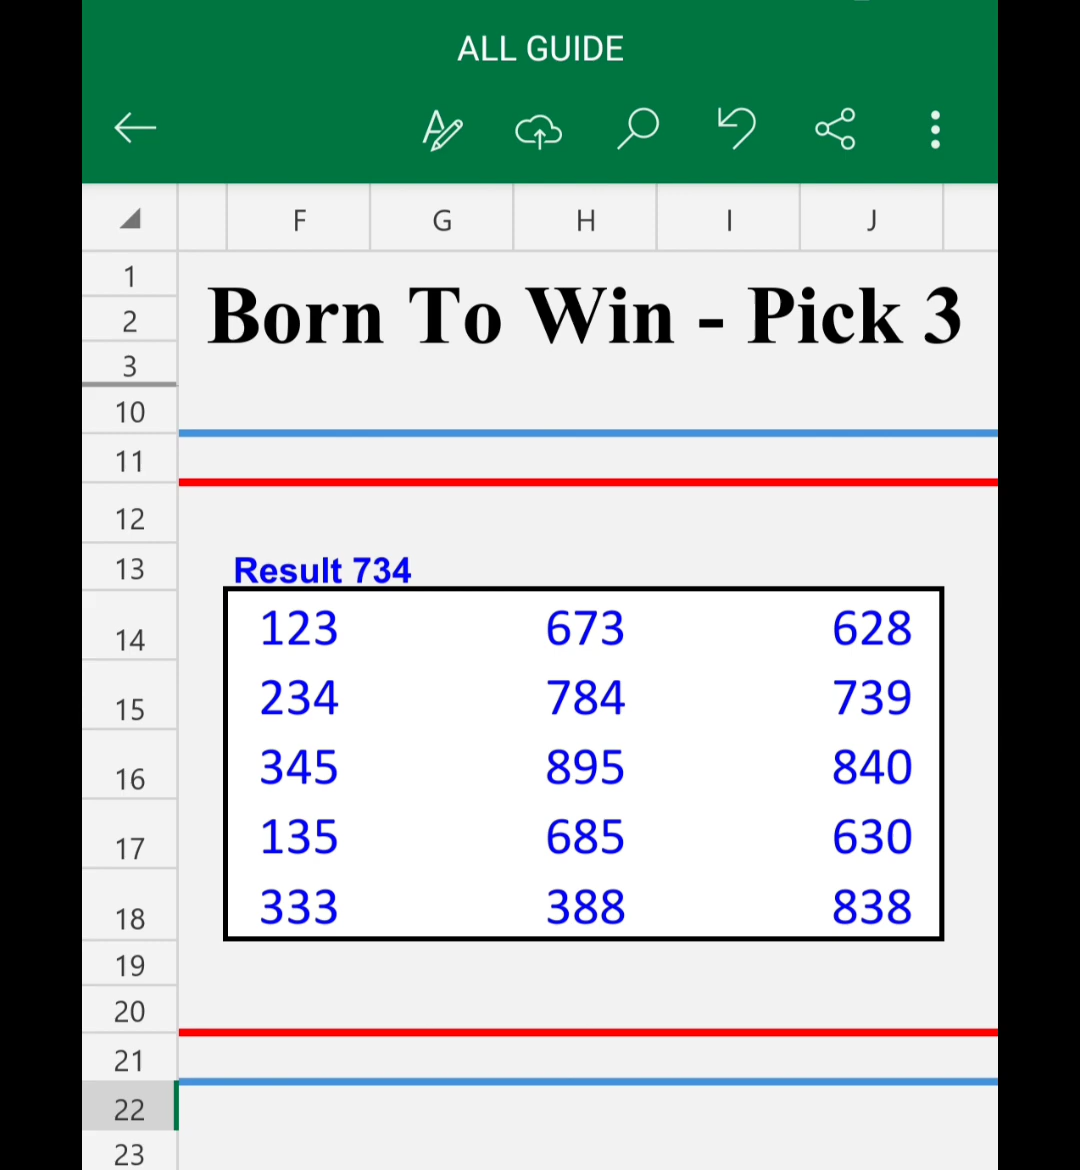 ALL GUIDE
F G H I J
1
2
3
Born To Win - Pick 3
10
11
12
13 Result 734
14 123 673 628
15 234 784 739
16 345 895 840
17 135 685 630
18 333 388 838
19
20
21
22
23